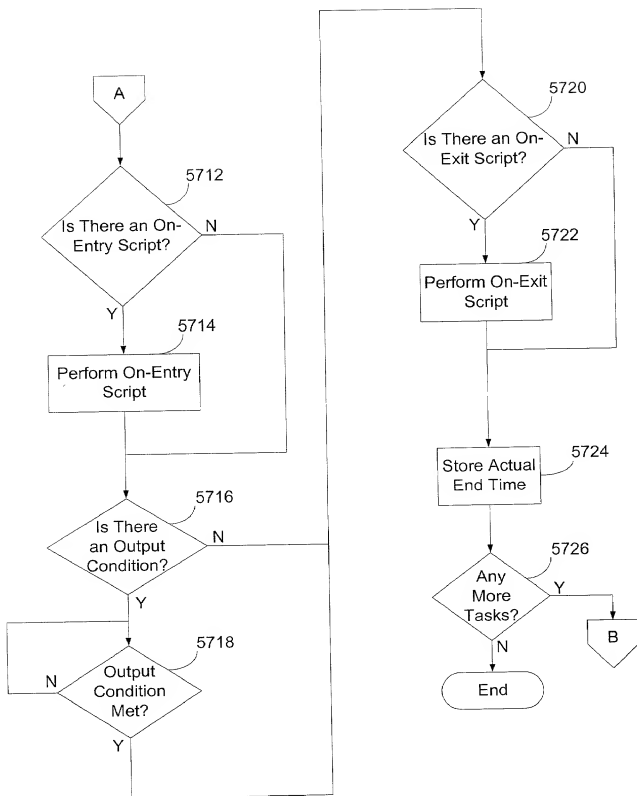 A
5712
Is There an On-
Entry Script?
N
Y
5714
Perform On-Entry
Script
5716
Is There
an Output
Condition?
N
Y
5718
Output
Condition
Met?
N
Y
5720
Is There an On-
Exit Script?
N
Y
5722
Perform On-Exit
Script
5724
Store Actual
End Time
5726
Any
More
Tasks?
Y
B
N
End